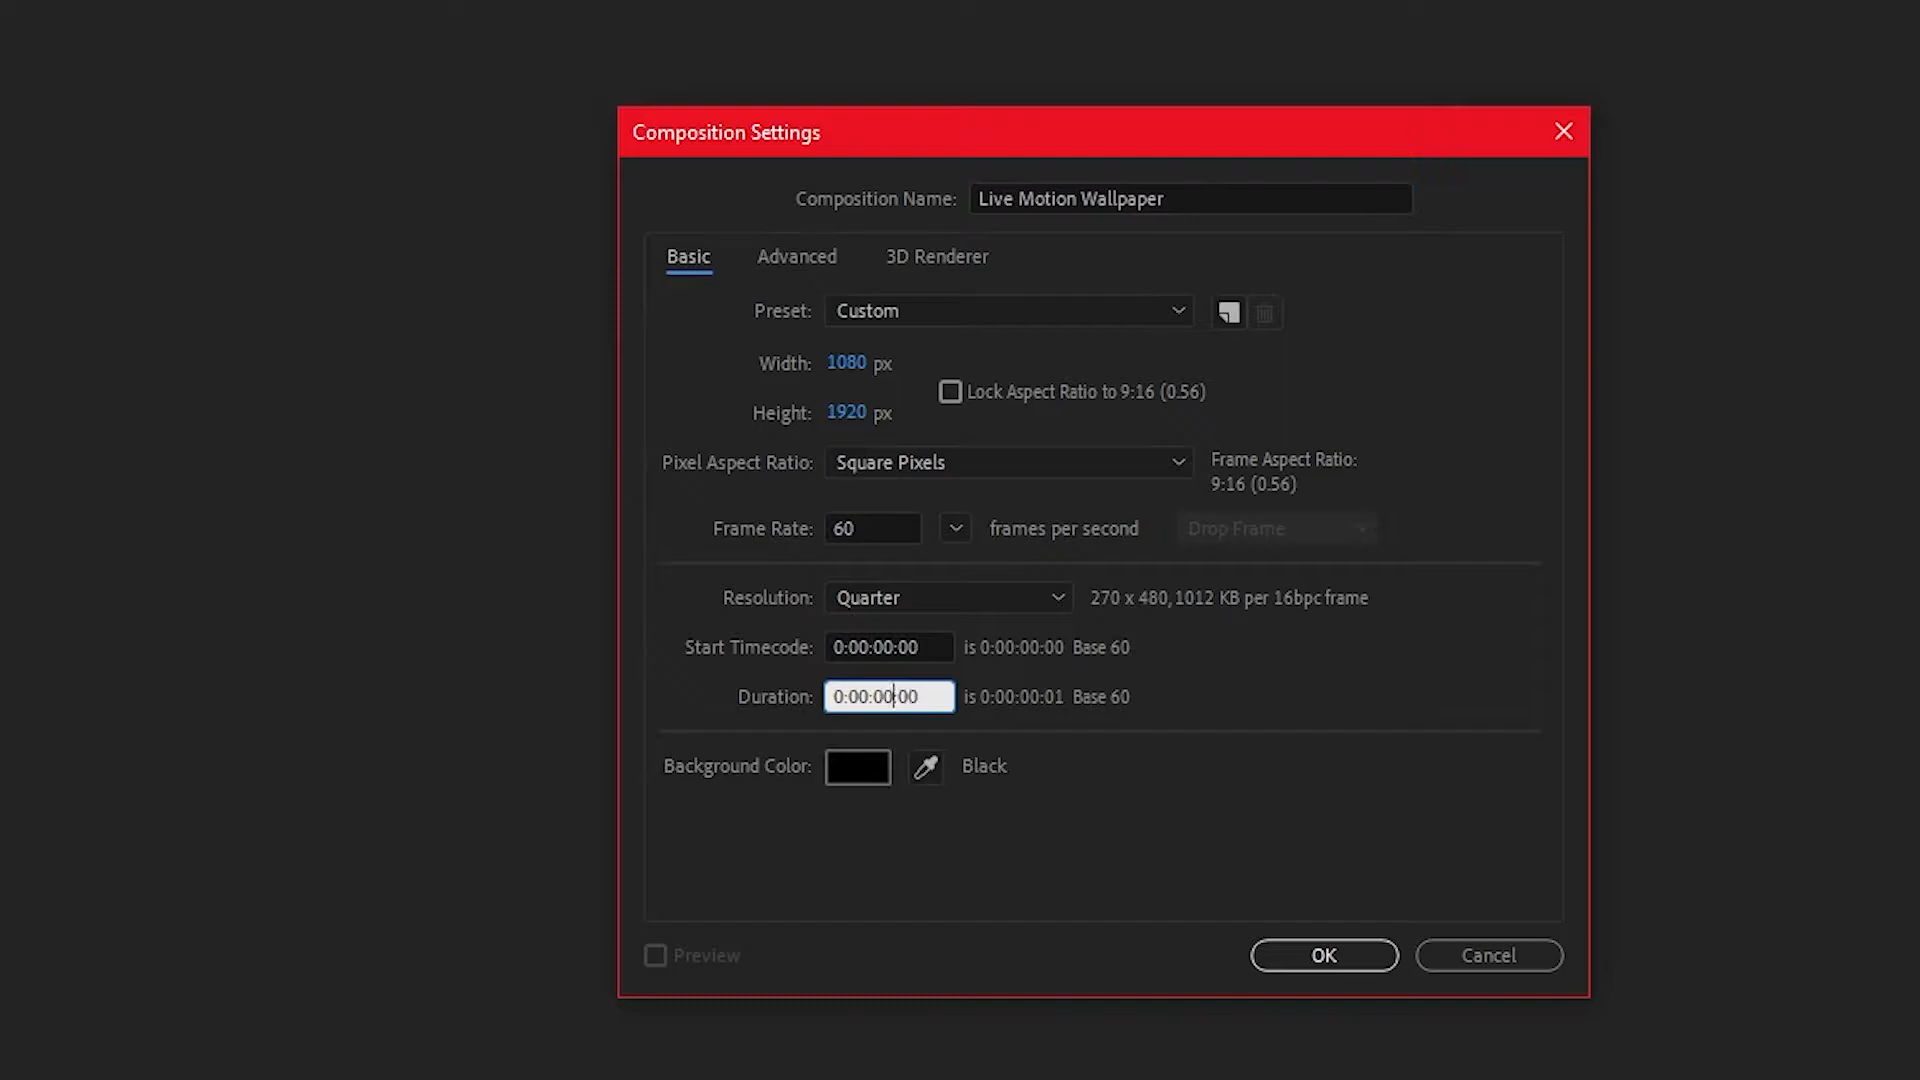 Composition Settings
Composition Name: Live Motion Wallpaper
Basic Advanced 3D Renderer
Preset: Custom
Width: 1080 px
Lock Aspect Ratio to 9:16 (0.56)
Height: 1920 px
Pixel Aspect Ratio: Square Pixels Frame Aspect Ratio:
9:16 (0.56)
Frame Rate: 60 frames per second Drop Frame
Resolution: Quarter 270 x 480, 1012 KB per 16bpc frame
Start Timecode: 0:00:00:00 is 0:00:00:00 Base 60
Duration: 0:00:00:00 is 0:00:00:01 Base 60
Background Color: Black
Preview OK Cancel